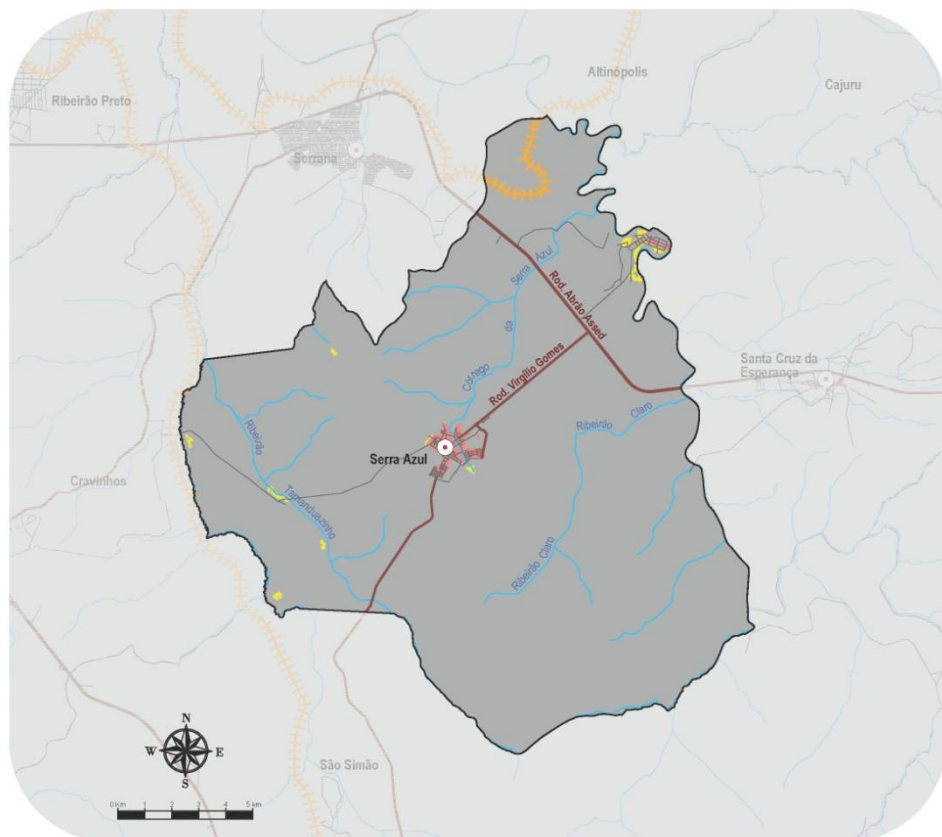 Altinópolis
Cajuru
Ribeirão Preto
Serrana
Córrego da Serra Azul
Rod. Abrão Assed
Rod. Virgílio Gomes
Santa Cruz da
Esperança
Ribeirão Claro
Serra Azul
Ribeirão Tamanduazinho
Cravinhos
Ribeirão Claro
São Simão
N
W
E
S
0 Km 1 2 3 4 5 km